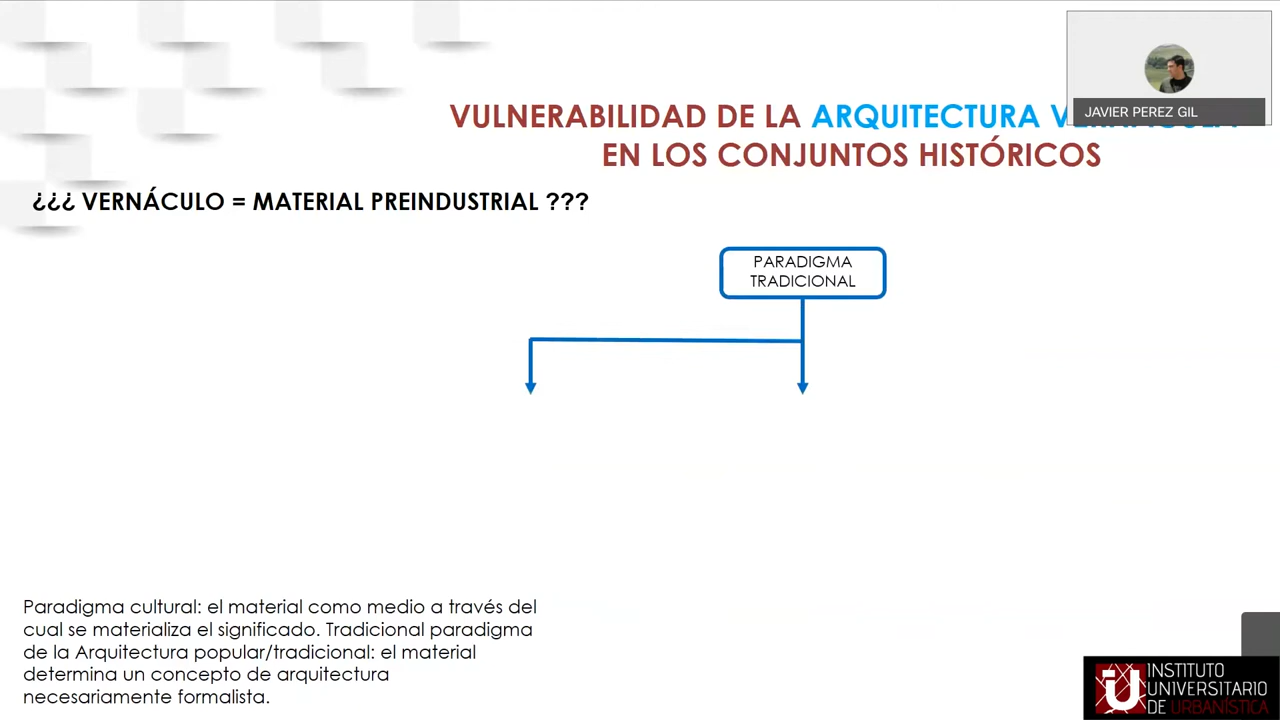 JAVIER PEREZ GIL
VULNERABILIDAD DE LA ARQUITECTURA
EN LOS CONJUNTOS HISTÓRICOS
¿¿¿ VERNÁCULO = MATERIAL PREINDUSTRIAL ???
PARADIGMA
TRADICIONAL
Paradigma cultural: el material como medio a través del
cual se materializa el significado. Tradicional paradigma
de la Arquitectura popular/tradicional: el material
determina un concepto de arquitectura
necesariamente formalista.
INSTITUTO
UNIVERSITARIO
DE URBANÍSTICA